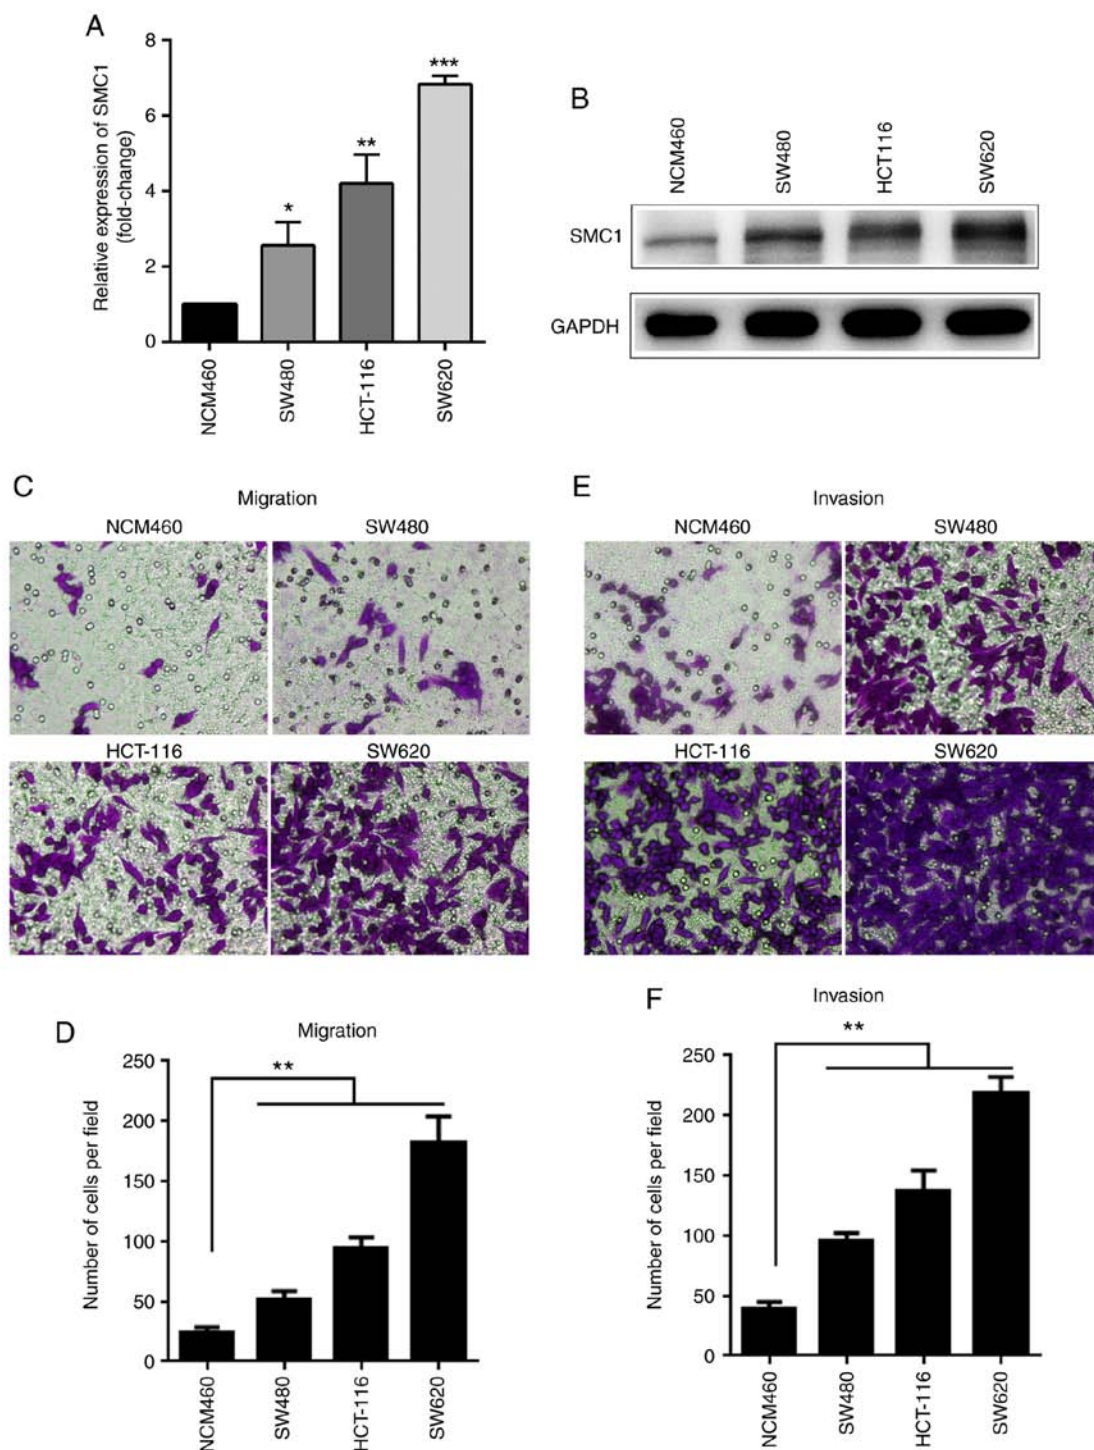 A
Relative expression of SMC1
(fold-change)
8
6
4
2
0
*
**
***
NCM460
SW480
HCT-116
SW620
B
NCM460
SW480
HCT116
SW620
SMC1
GAPDH
C
Migration
NCM460
SW480
HCT-116
SW620
E
Invasion
NCM460
SW480
HCT-116
SW620
D
Migration
Number of cells per field
250
200
150
100
50
0
**
NCM460
SW480
HCT-116
SW620
F
Invasion
Number of cells per field
250
200
150
100
50
0
**
NCM460
SW480
HCT-116
SW620